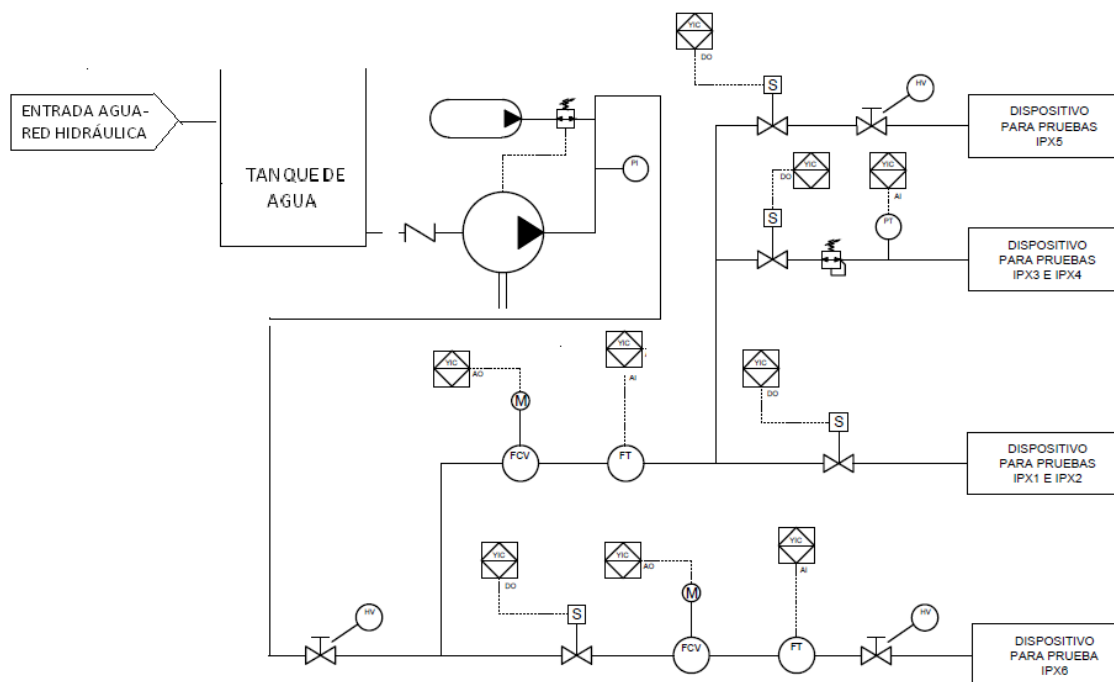 YIC
DO
ENTRADA AGUA-
RED HIDRÁULICA
TANQUE DE
AGUA
PI
S
HV
DISPOSITIVO
PARA PRUEBAS
IPX5
YIC
DO
YIC
AI
S
PT
DISPOSITIVO
PARA PRUEBAS
IPX3 E IPX4
YIC
AO
M
YIC
AI
YIC
DO
S
FCV
FT
DISPOSITIVO
PARA PRUEBAS
IPX1 E IPX2
YIC
DO
YIC
AO
YIC
AI
S
M
HV
HV
FCV
FT
DISPOSITIVO
PARA PRUEBA
IPX6